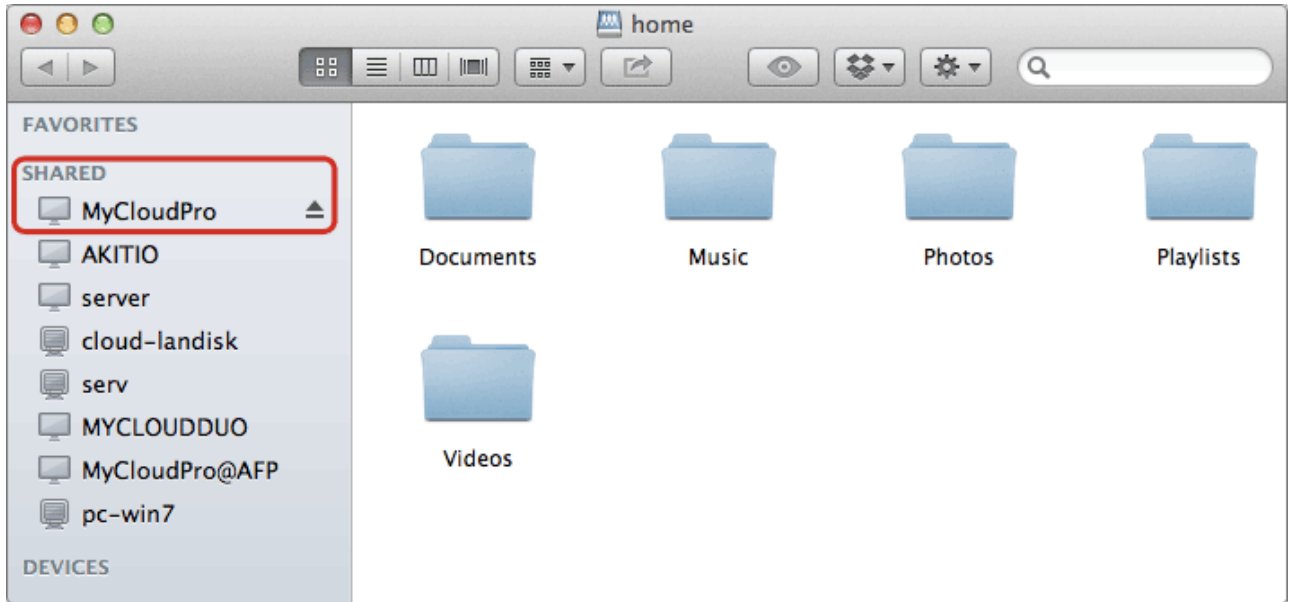 home
FAVORITES
SHARED
MyCloudPro
AKITIO
server
cloud-landisk
serv
MYCLOUDDUO
MyCloudPro@AFP
pc-win7
DEVICES
Documents Music Photos Playlists
Videos